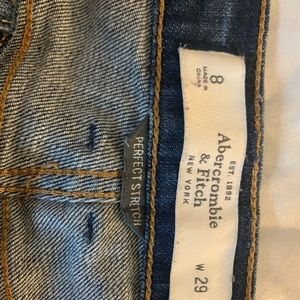 8
MADE IN
CHINA
EST. 1892
Abercrombie
& Fitch
NEW YORK
W 29
PERFECT STRETCH